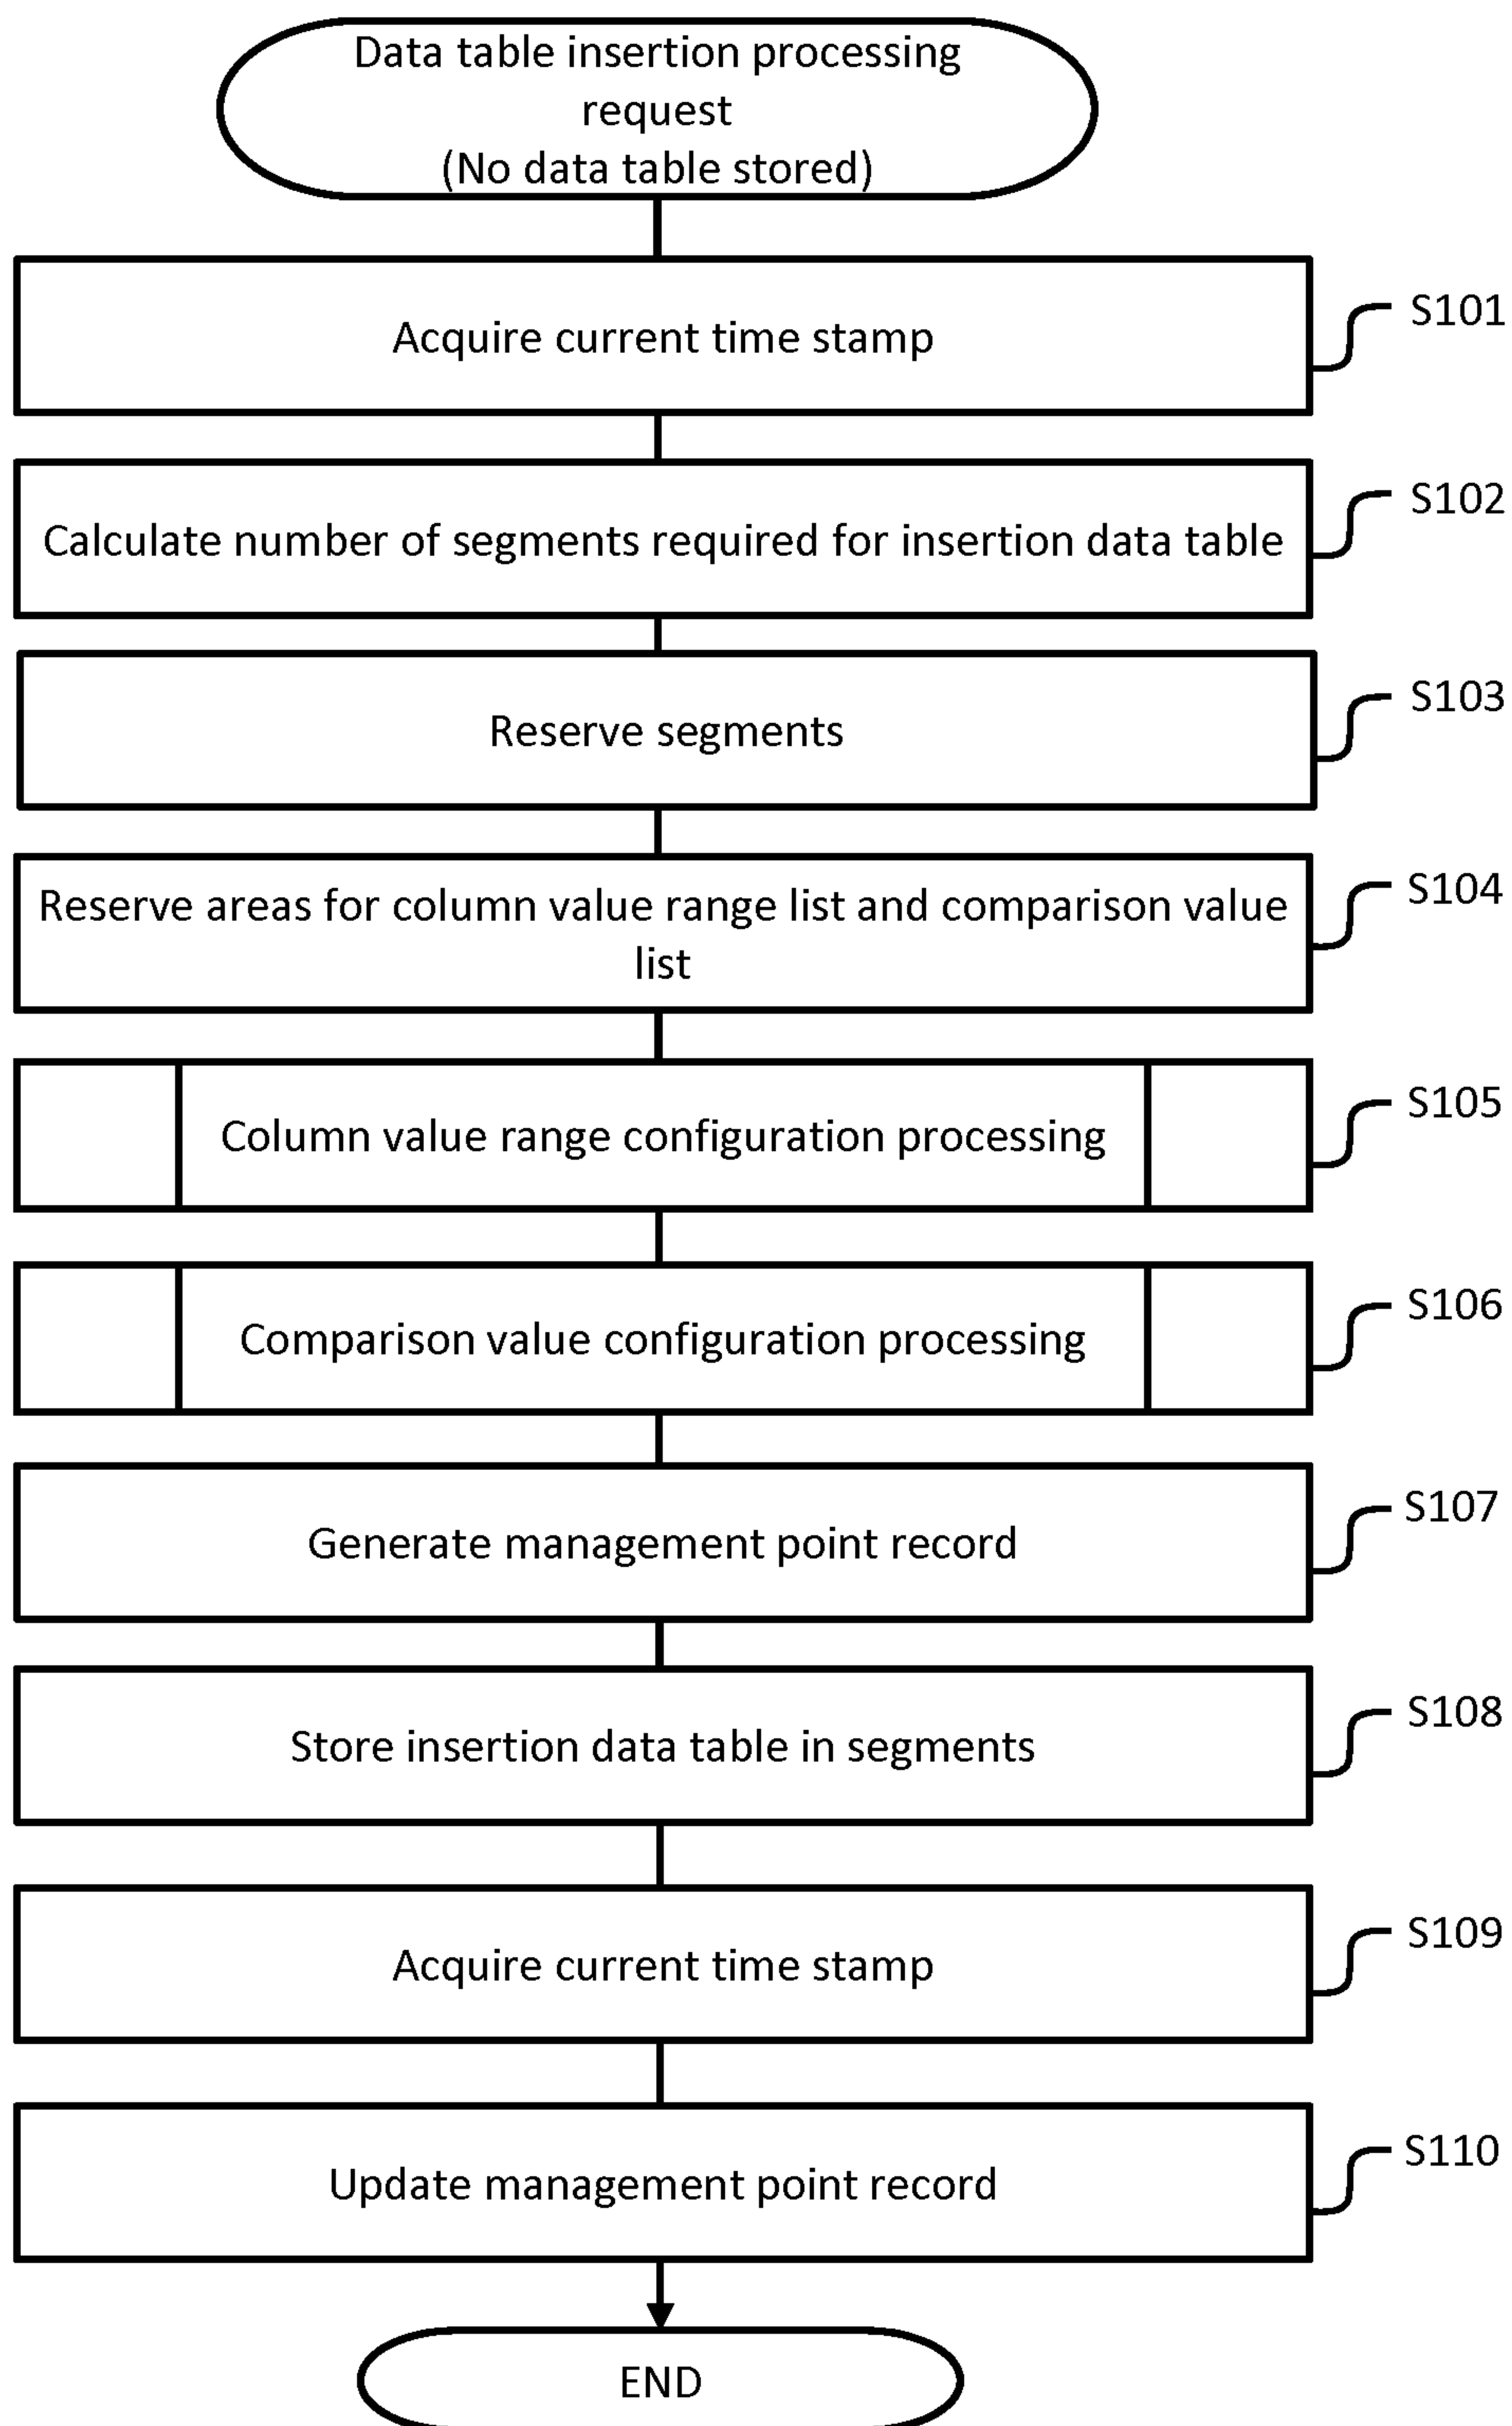 Data table insertion processing
request
(No data table stored)
Acquire current time stamp
S101
Calculate number of segments required for insertion data table
S102
Reserve segments
S103
Reserve areas for column value range list and comparison value
list
S104
Column value range configuration processing
S105
Comparison value configuration processing
S106
Generate management point record
S107
Store insertion data table in segments
S108
Acquire current time stamp
S109
Update management point record
S110
END